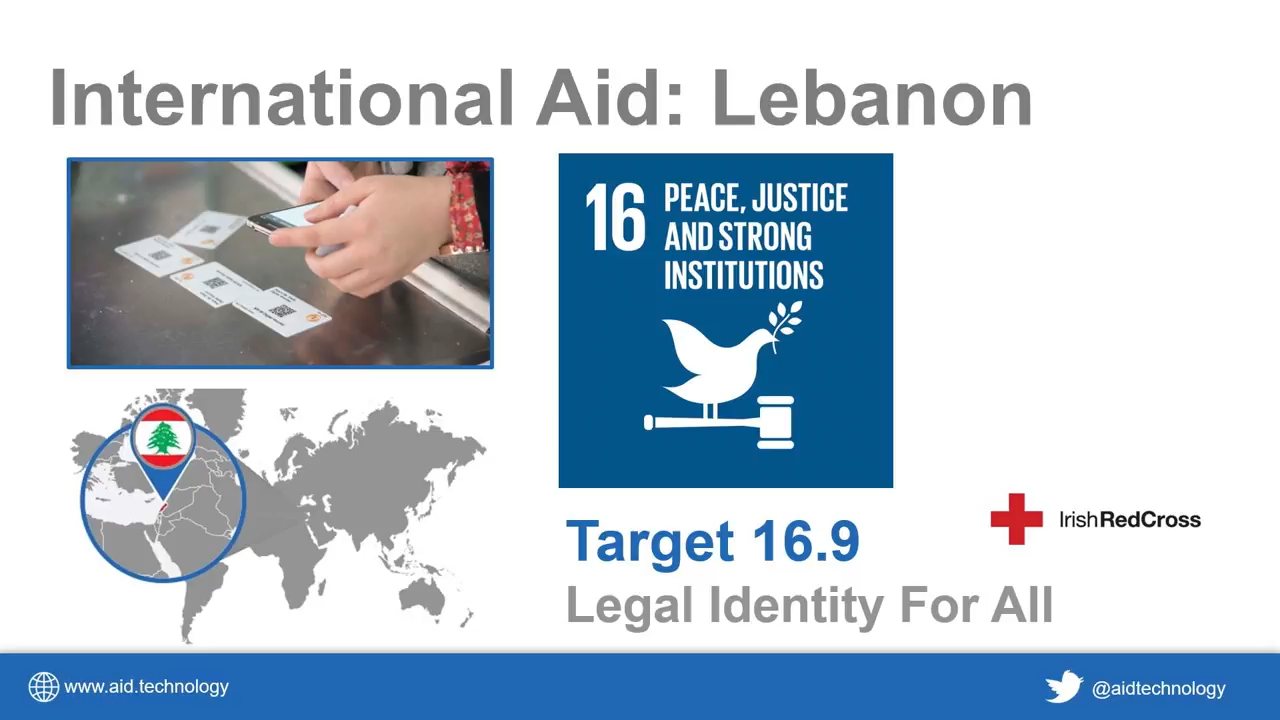 International Aid: Lebanon
16
PEACE, JUSTICE
AND STRONG
INSTITUTIONS
Target 16.9
Legal Identity For All
IrishRedCross
www.aid.technology
@aidtechnology